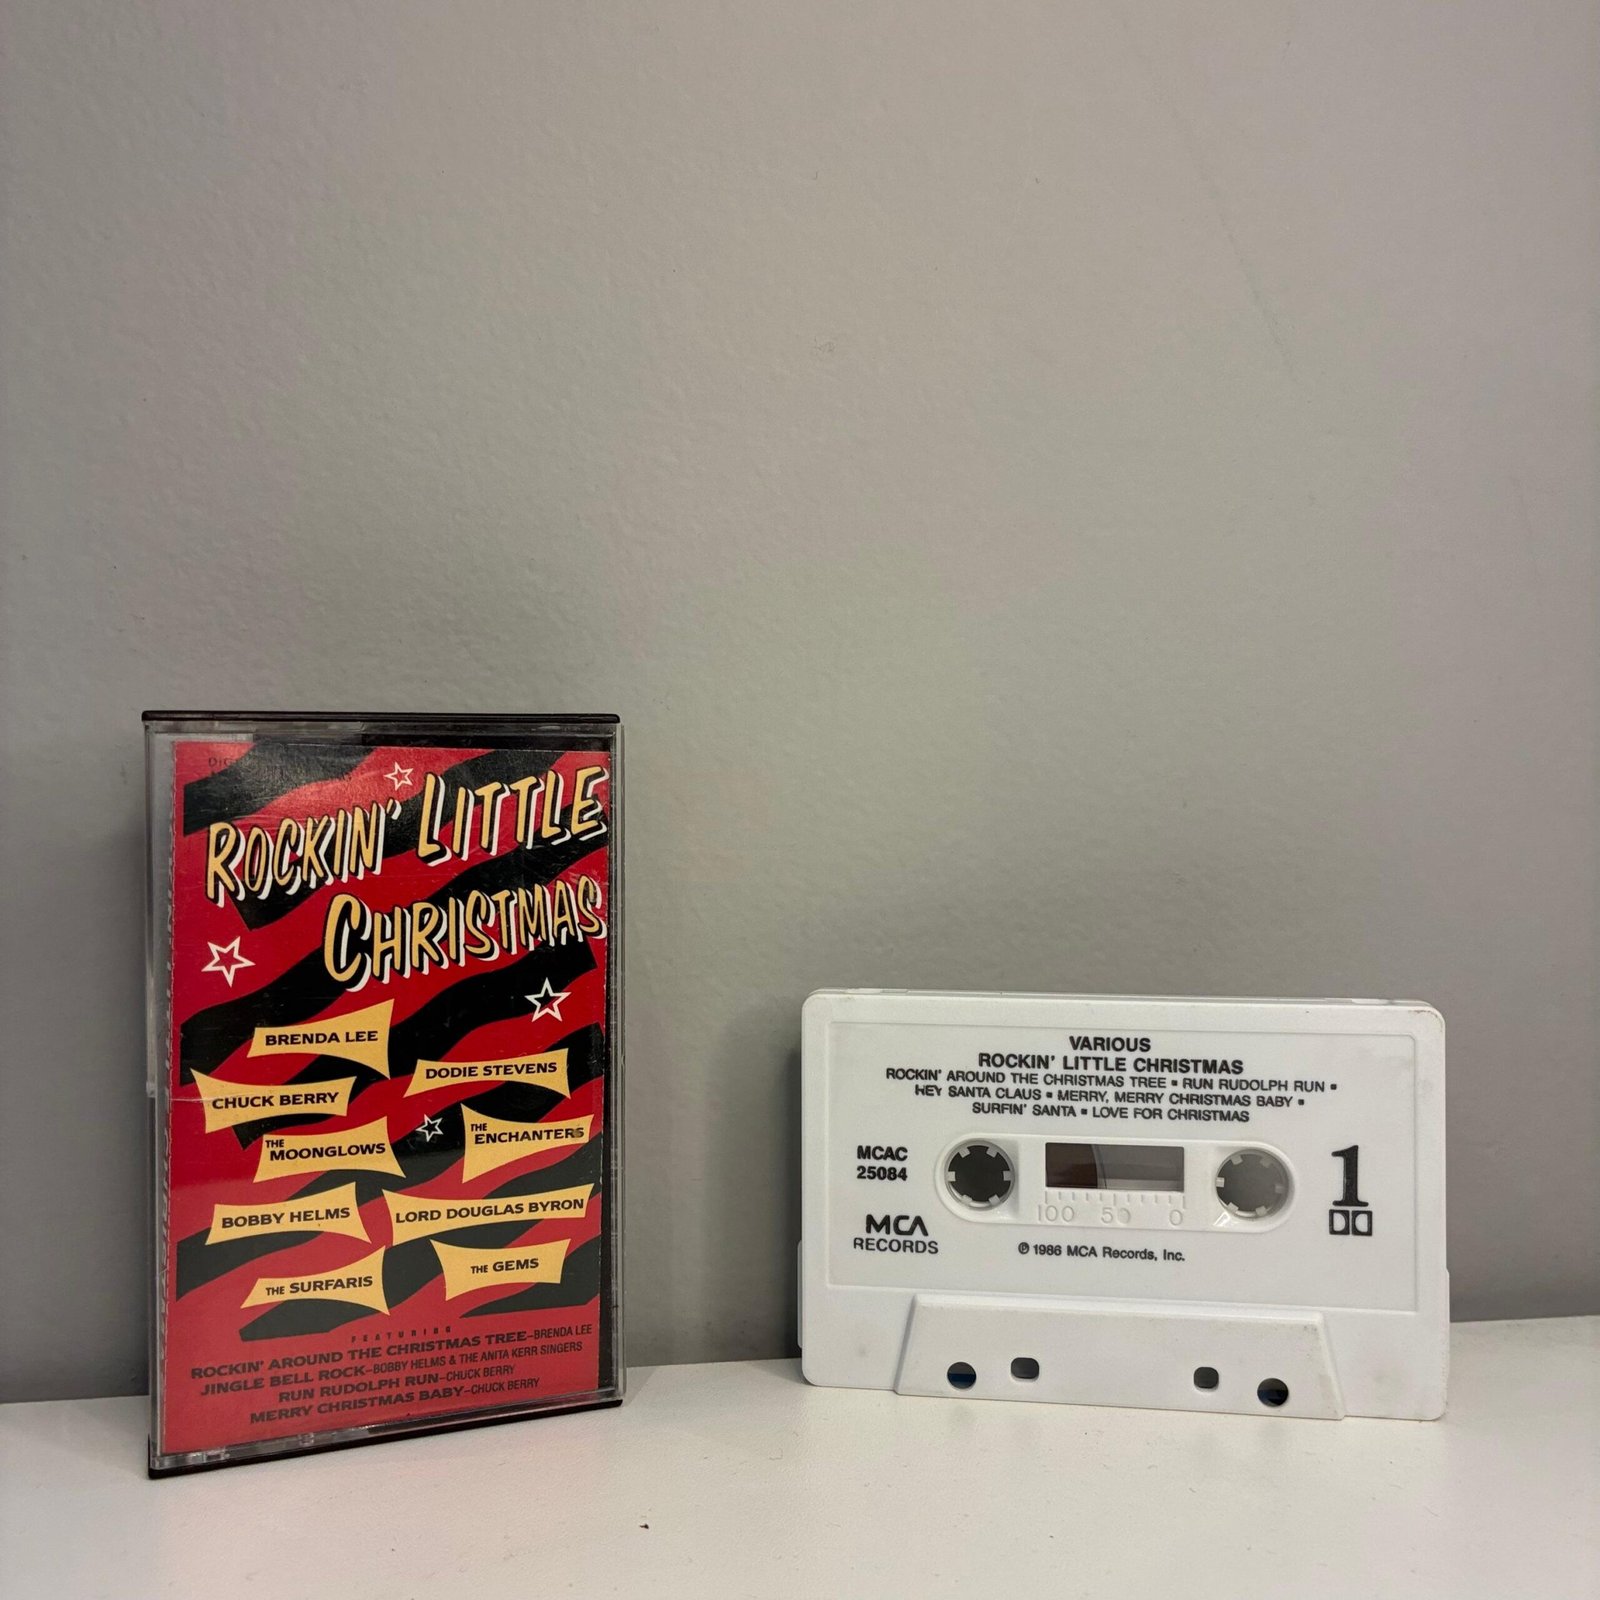 ROCKIN' LITTLE
CHRISTMAS
BRENDA LEE
DODIE STEVENS
CHUCK BERRY
THE ENCHANTERS
THE MOONGLOWS
BOBBY HELMS
LORD DOUGLAS BYRON
THE SURFARIS
THE GEMS
FEATURING
ROCKIN' AROUND THE CHRISTMAS TREE–BRENDA LEE
JINGLE BELL ROCK–BOBBY HELMS & THE ANITA KERR SINGERS
RUN RUDOLPH RUN–CHUCK BERRY
MERRY CHRISTMAS BABY–CHUCK BERRY
VARIOUS
ROCKIN' LITTLE CHRISTMAS
ROCKIN' AROUND THE CHRISTMAS TREE ▪ RUN RUDOLPH RUN ▪
HEY SANTA CLAUS ▪ MERRY, MERRY CHRISTMAS BABY ▪
SURFIN' SANTA ▪ LOVE FOR CHRISTMAS
MCAC
25084
1
100 50 0
MCA
RECORDS
℗ 1986 MCA Records, Inc.